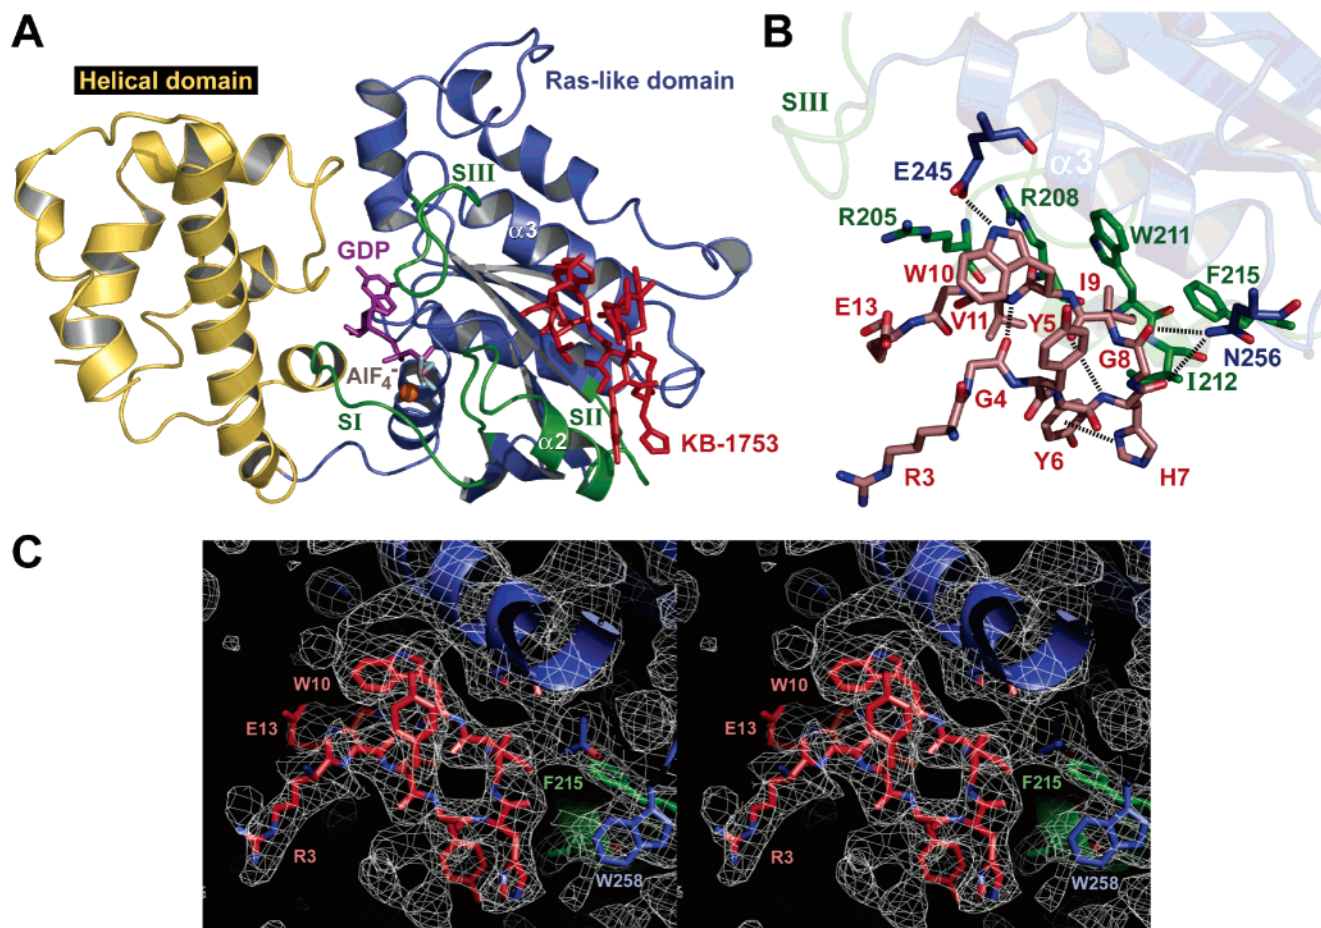 A
Helical domain
Ras-like domain
SIII
α3
GDP
AlF4-
SI
SII
α2
KB-1753
B
SIII
α3
E245
R208
R205
W211
W10
I9
F215
E13
V11
Y5
G8
N256
I212
G4
R3
Y6
H7
C
W10
E13
F215
R3
W258
W10
E13
F215
R3
W258